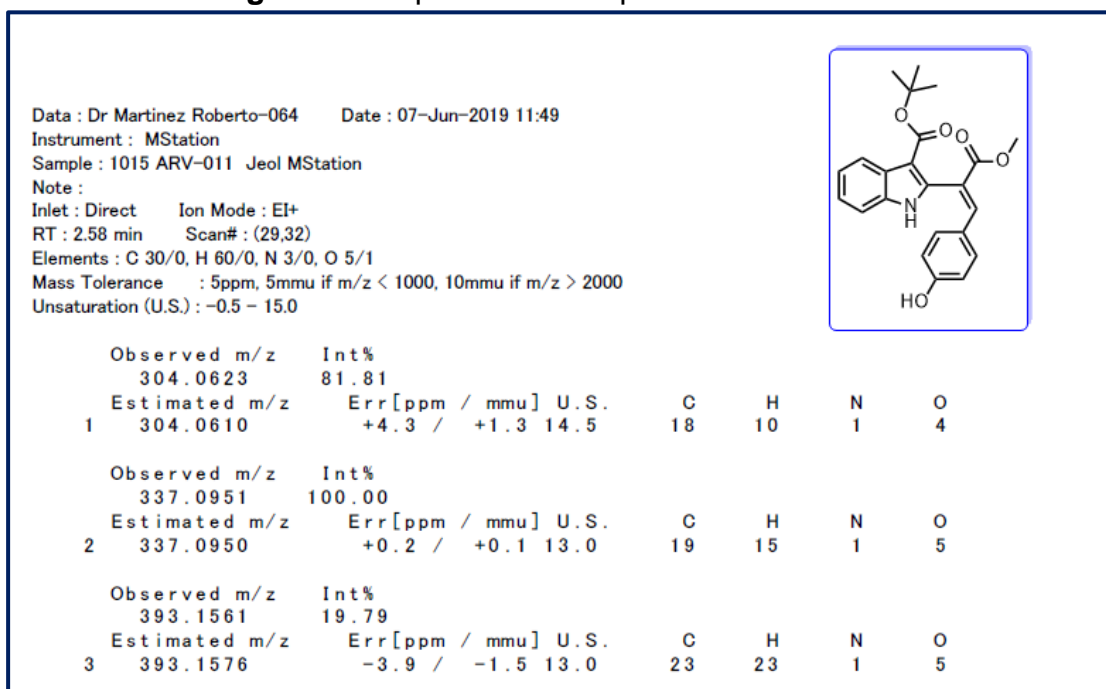 Data : Dr Martinez Roberto-064 Date : 07-Jun-2019 11:49
Instrument : MStation
Sample : 1015 ARV-011 Jeol MStation
Note :
Inlet : Direct Ion Mode : EI+
RT : 2.58 min Scan# : (29,32)
Elements : C 30/0, H 60/0, N 3/0, O 5/1
Mass Tolerance : 5ppm, 5mmu if m/z < 1000, 10mmu if m/z > 2000
Unsaturation (U.S.) : -0.5 - 15.0
O
O
O
O
N
H
HO
Observed m/z Int%
304.0623 81.81
Estimated m/z Err[ppm / mmu] U.S. C H N O
1 304.0610 +4.3 / +1.3 14.5 18 10 1 4
Observed m/z Int%
337.0951 100.00
Estimated m/z Err[ppm / mmu] U.S. C H N O
2 337.0950 +0.2 / +0.1 13.0 19 15 1 5
Observed m/z Int%
393.1561 19.79
Estimated m/z Err[ppm / mmu] U.S. C H N O
3 393.1576 -3.9 / -1.5 13.0 23 23 1 5